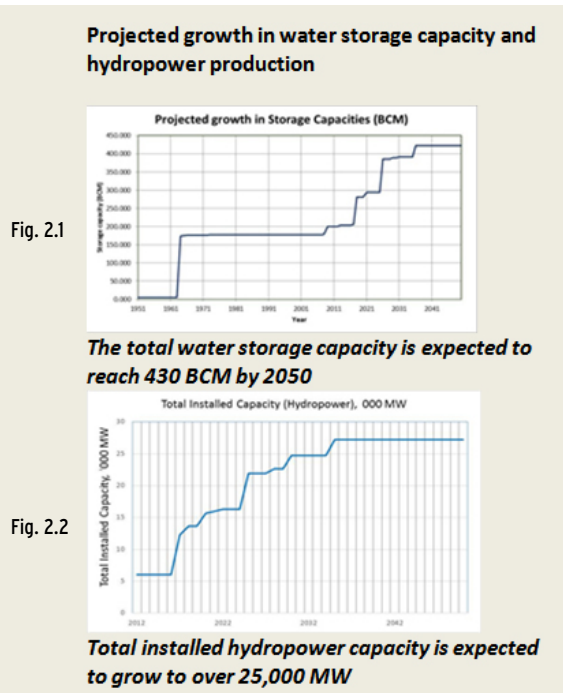 Projected growth in water storage capacity and
hydropower production
Projected growth in Storage Capacities (BCM)
Storage capacity (BCM)
450.000
400.000
350.000
300.000
250.000
200.000
150.000
100.000
50.000
0.000
1951 1961 1971 1981 1991 2001 2011 2021 2031 2041
Year
Fig. 2.1
The total water storage capacity is expected to
reach 430 BCM by 2050
Total Installed Capacity (Hydropower), 000 MW
Total Installed Capacity, '000 MW
30
25
20
15
10
5
0
2012 2022 2032 2042
Fig. 2.2
Total installed hydropower capacity is expected
to grow to over 25,000 MW